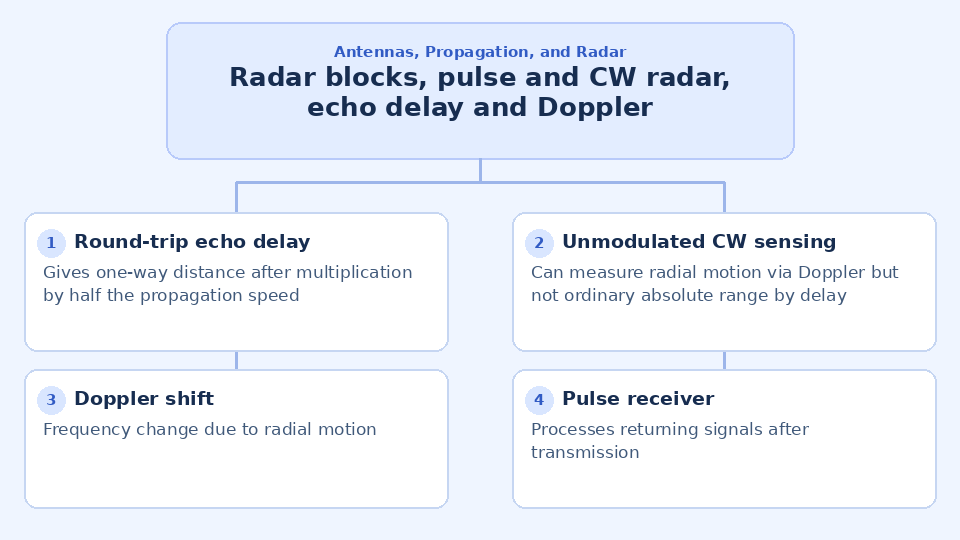 Antennas, Propagation, and Radar
Radar blocks, pulse and CW radar,
echo delay and Doppler
1 Round-trip echo delay
Gives one-way distance after multiplication
by half the propagation speed
2 Unmodulated CW sensing
Can measure radial motion via Doppler but
not ordinary absolute range by delay
3 Doppler shift
Frequency change due to radial motion
4 Pulse receiver
Processes returning signals after
transmission